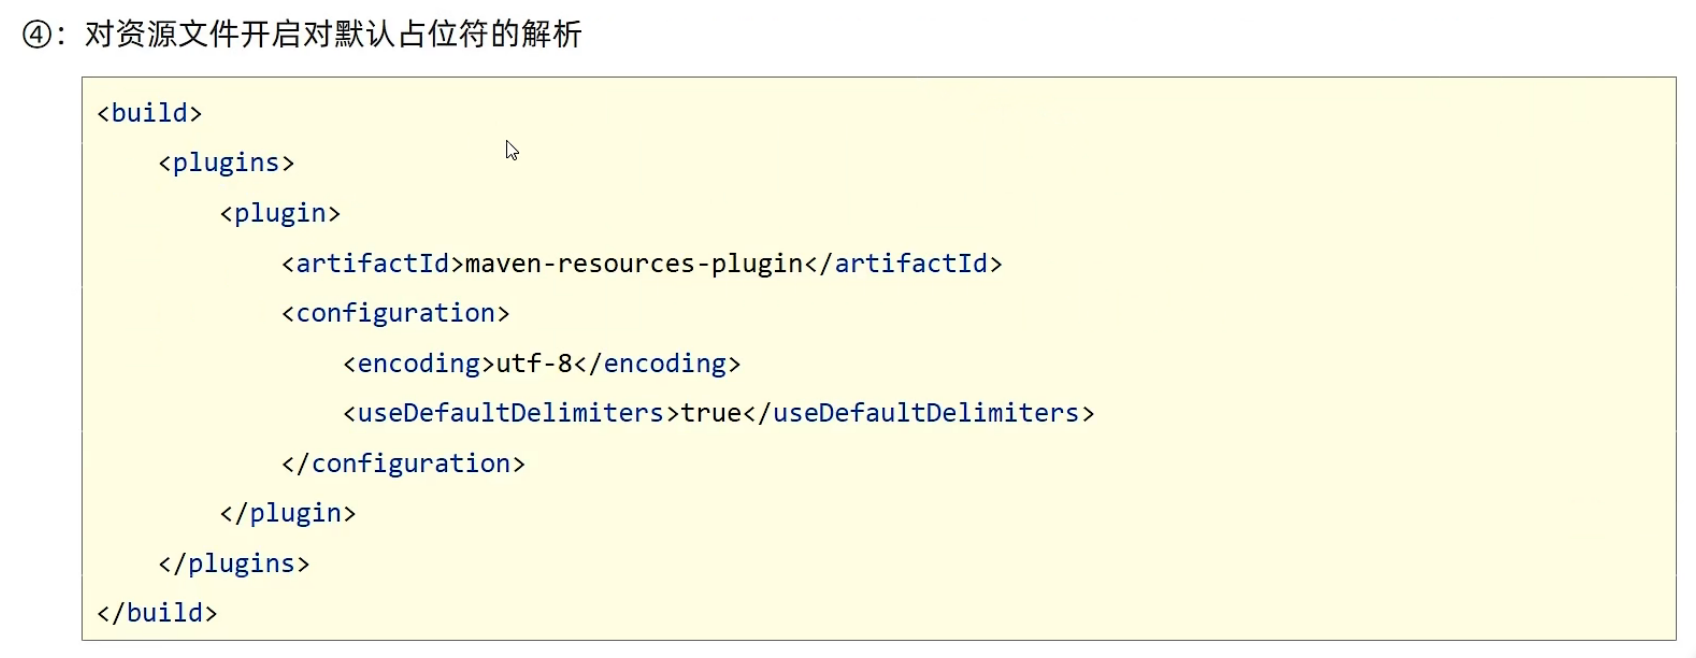 ④：对资源文件开启对默认占位符的解析
<build>
    <plugins>
        <plugin>
            <artifactId>maven-resources-plugin</artifactId>
            <configuration>
                <encoding>utf-8</encoding>
                <useDefaultDelimiters>true</useDefaultDelimiters>
            </configuration>
        </plugin>
    </plugins>
</build>